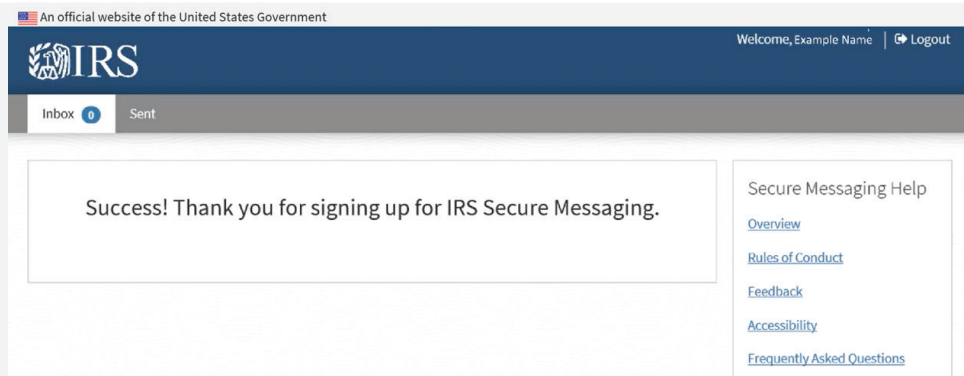 An official website of the United States Government
IRS
Welcome, Example Name | Logout
Inbox 0 Sent
Success! Thank you for signing up for IRS Secure Messaging.
Secure Messaging Help
Overview
Rules of Conduct
Feedback
Accessibility
Frequently Asked Questions